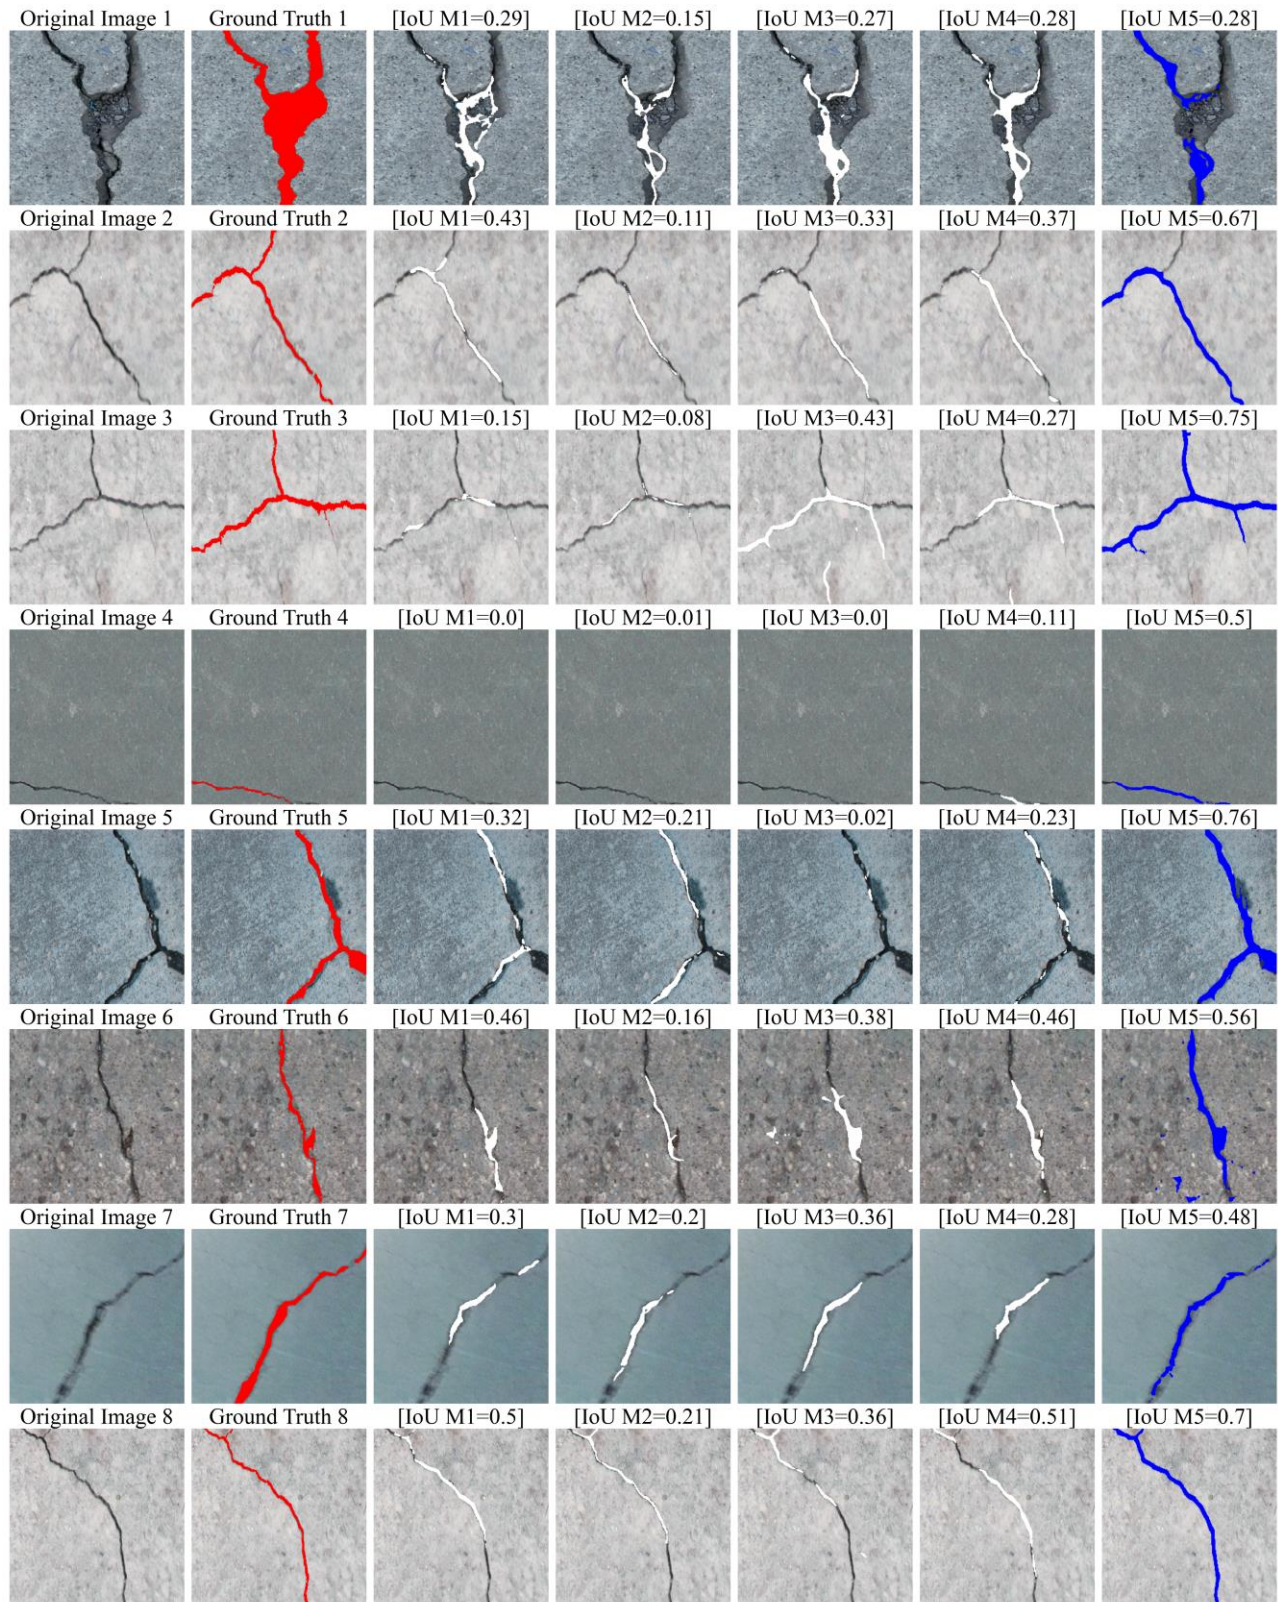 Original Image 1 Ground Truth 1 [IoU M1=0.29] [IoU M2=0.15] [IoU M3=0.27] [IoU M4=0.28] [IoU M5=0.28]
Original Image 2 Ground Truth 2 [IoU M1=0.43] [IoU M2=0.11] [IoU M3=0.33] [IoU M4=0.37] [IoU M5=0.67]
Original Image 3 Ground Truth 3 [IoU M1=0.15] [IoU M2=0.08] [IoU M3=0.43] [IoU M4=0.27] [IoU M5=0.75]
Original Image 4 Ground Truth 4 [IoU M1=0.0] [IoU M2=0.01] [IoU M3=0.0] [IoU M4=0.11] [IoU M5=0.5]
Original Image 5 Ground Truth 5 [IoU M1=0.32] [IoU M2=0.21] [IoU M3=0.02] [IoU M4=0.23] [IoU M5=0.76]
Original Image 6 Ground Truth 6 [IoU M1=0.46] [IoU M2=0.16] [IoU M3=0.38] [IoU M4=0.46] [IoU M5=0.56]
Original Image 7 Ground Truth 7 [IoU M1=0.3] [IoU M2=0.2] [IoU M3=0.36] [IoU M4=0.28] [IoU M5=0.48]
Original Image 8 Ground Truth 8 [IoU M1=0.5] [IoU M2=0.21] [IoU M3=0.36] [IoU M4=0.51] [IoU M5=0.7]